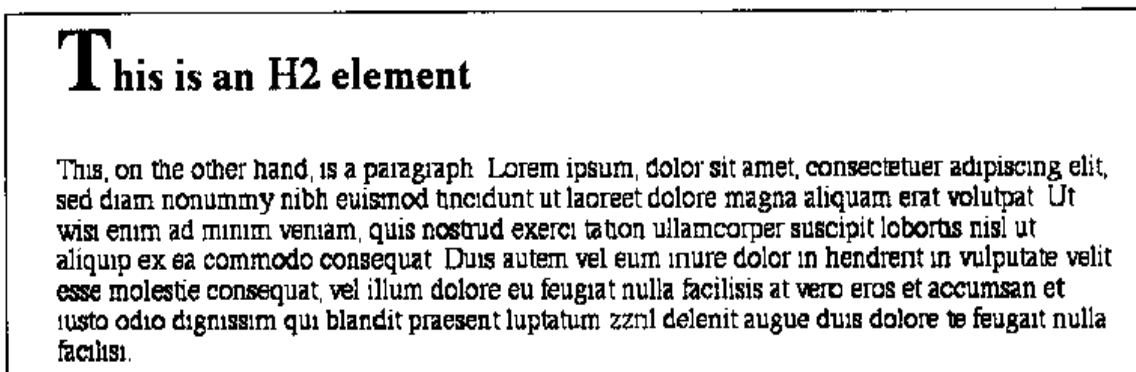 This is an H2 element
This, on the other hand, is a paragraph. Lorem ipsum, dolor sit amet, consectetuer adipiscing elit,
sed diam nonummy nibh euismod tincidunt ut laoreet dolore magna aliquam erat volutpat. Ut
wisi enim ad minim veniam, quis nostrud exerci tation ullamcorper suscipit lobortis nisl ut
aliquip ex ea commodo consequat. Duis autem vel eum iriure dolor in hendrerit in vulputate velit
esse molestie consequat, vel illum dolore eu feugiat nulla facilisis at vero eros et accumsan et
iusto odio dignissim qui blandit praesent luptatum zzril delenit augue duis dolore te feugait nulla
facilisi.